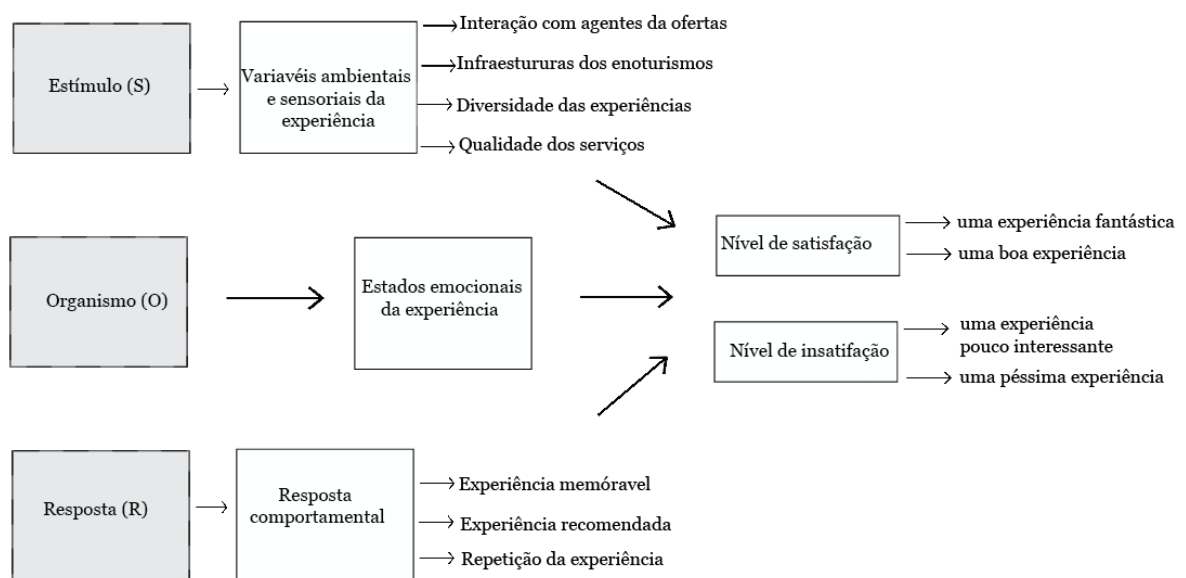 Estímulo (S)
Variavéis ambientais
e sensoriais da
experiência
Interação com agentes da ofertas
Infraestururas dos enoturismos
Diversidade das experiências
Qualidade dos serviços
Organismo (O)
Estados emocionais
da experiência
Nível de satisfação
uma experiência fantástica
uma boa experiência
Nível de insatifação
uma experiência
pouco interessante
uma péssima experiência
Resposta (R)
Resposta
comportamental
Experiência memóravel
Experiência recomendada
Repetição da experiência